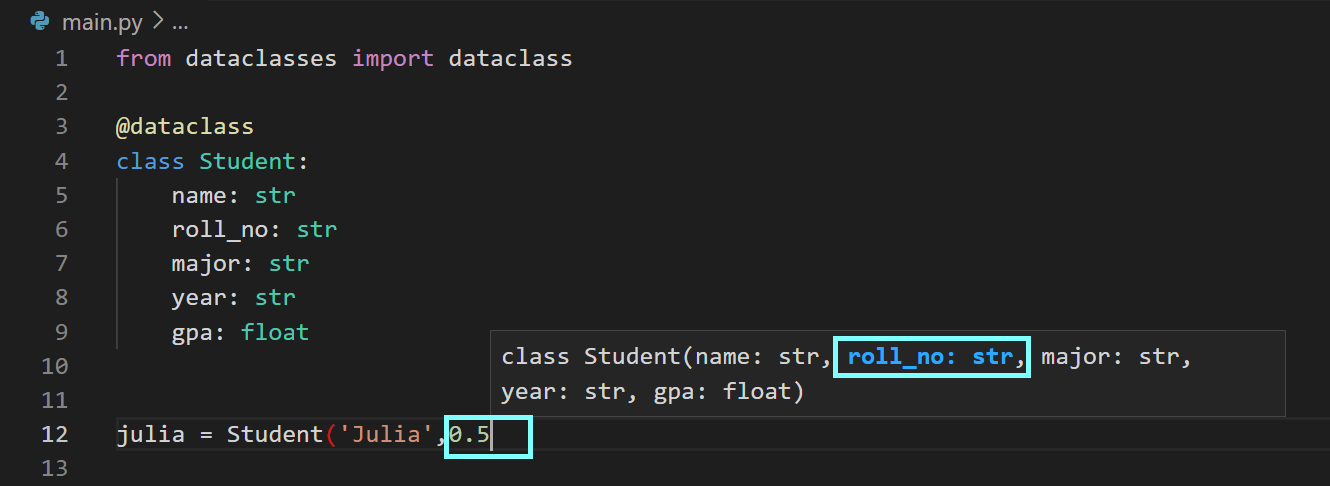 main.py > ...
1 from dataclasses import dataclass
2
3 @dataclass
4 class Student:
5 name: str
6 roll_no: str
7 major: str
8 year: str
9 gpa: float
class Student(name: str, roll_no: str, major: str,
10
year: str, gpa: float)
11
12 julia = Student('Julia',0.5
13